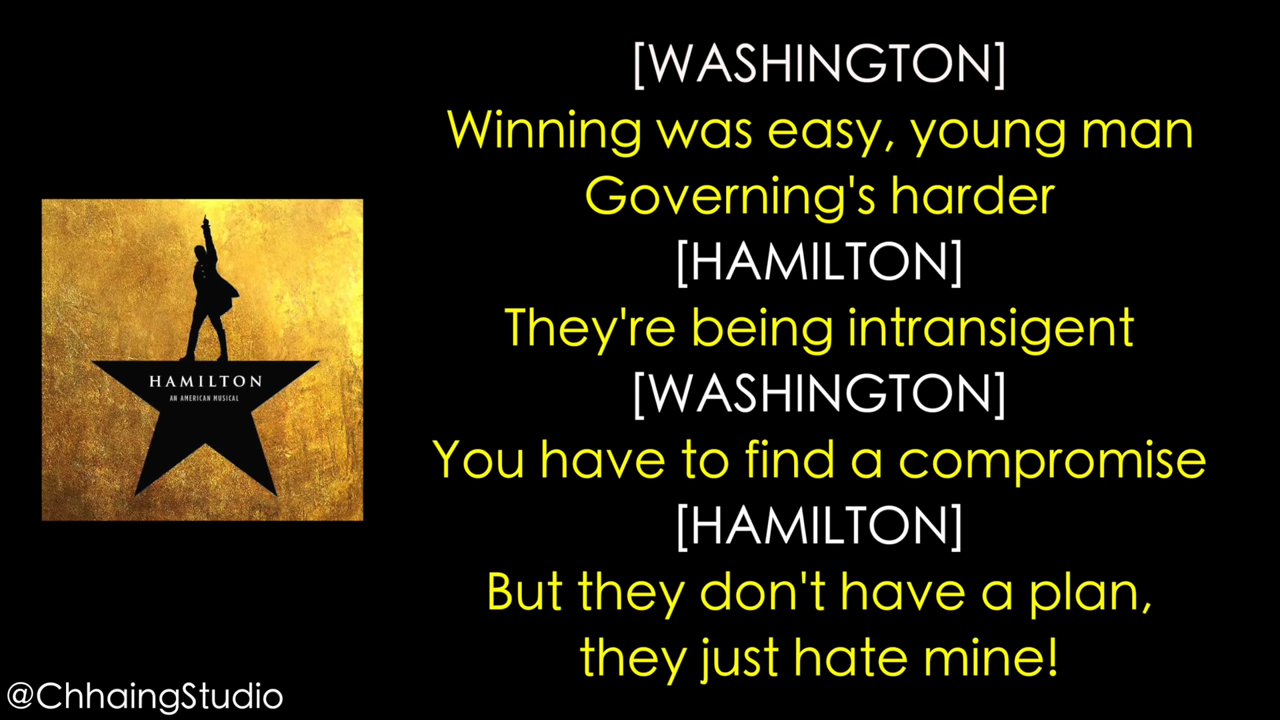 [WASHINGTON]
Winning was easy, young man
Governing's harder
[HAMILTON]
They're being intransigent
[WASHINGTON]
You have to find a compromise
[HAMILTON]
But they don't have a plan,
they just hate mine!
HAMILTON
AN AMERICAN MUSICAL
@ChhaingStudio